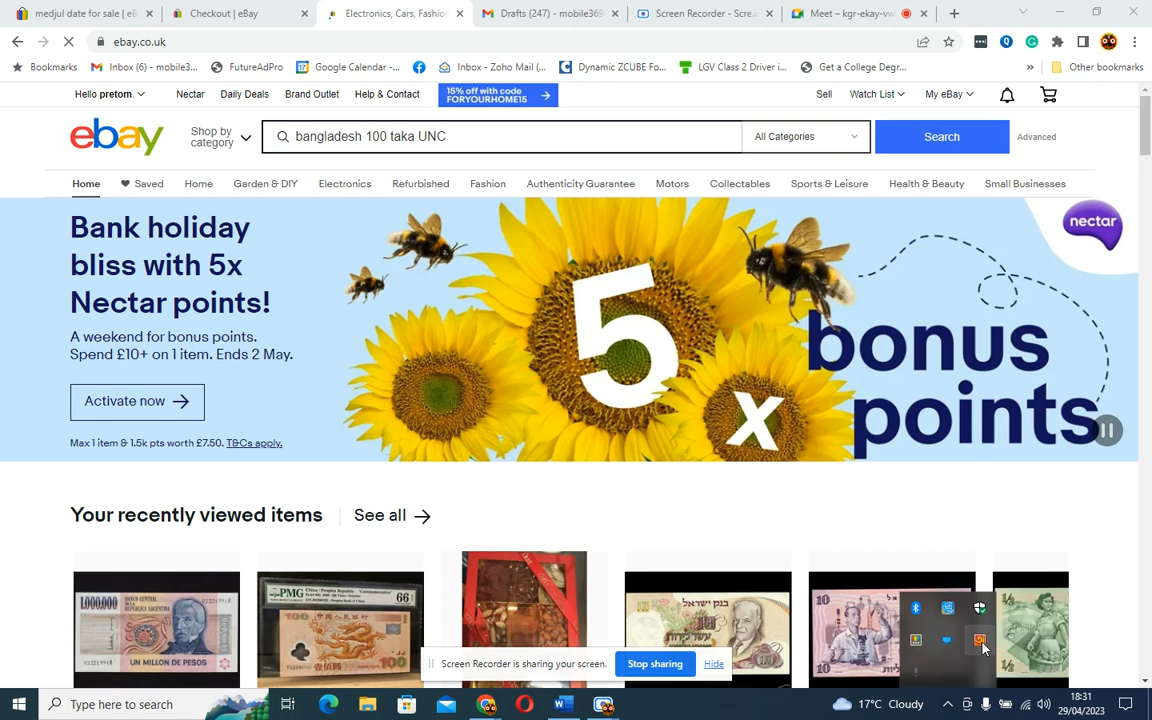 medjul date for sale | eB
Checkout | eBay
Electronics, Cars, Fashion
Drafts (247) - mobile369
Screen Recorder - Scre
Meet – kgr-ekay-vw
ebay.co.uk
Bookmarks
Inbox (6) - mobile3...
FutureAdPro
Google Calendar -...
Inbox - Zoho Mail (...
Dynamic ZCUBE Fo...
LGV Class 2 Driver i...
Get a College Degr...
»
Other bookmarks
Hello pretom.
Nectar
Daily Deals
Brand Outlet
Help & Contact
15% off with code
FORYOURHOME15
Sell
Watch List
My eBay
ebay
Shop by
category
bangladesh 100 taka UNC
All Categories
Search
Advanced
Home
Saved
Home
Garden & DIY
Electronics
Refurbished
Fashion
Authenticity Guarantee
Motors
Collectables
Sports & Leisure
Health & Beauty
Small Businesses
Bank holiday
bliss with 5x
Nectar points!
A weekend for bonus points.
Spend £10+ on 1 item. Ends 2 May.
Activate now
Max 1 item & 1.5k pts worth £7.50. T&Cs apply.
5x
bonus
points
nectar
Your recently viewed items
See all
1.000.000
UN MILLON DE PESOS
PMG
66
100
10
Screen Recorder is sharing your screen.
Stop sharing
Hide
Type here to search
17°C Cloudy
18:31
29/04/2023